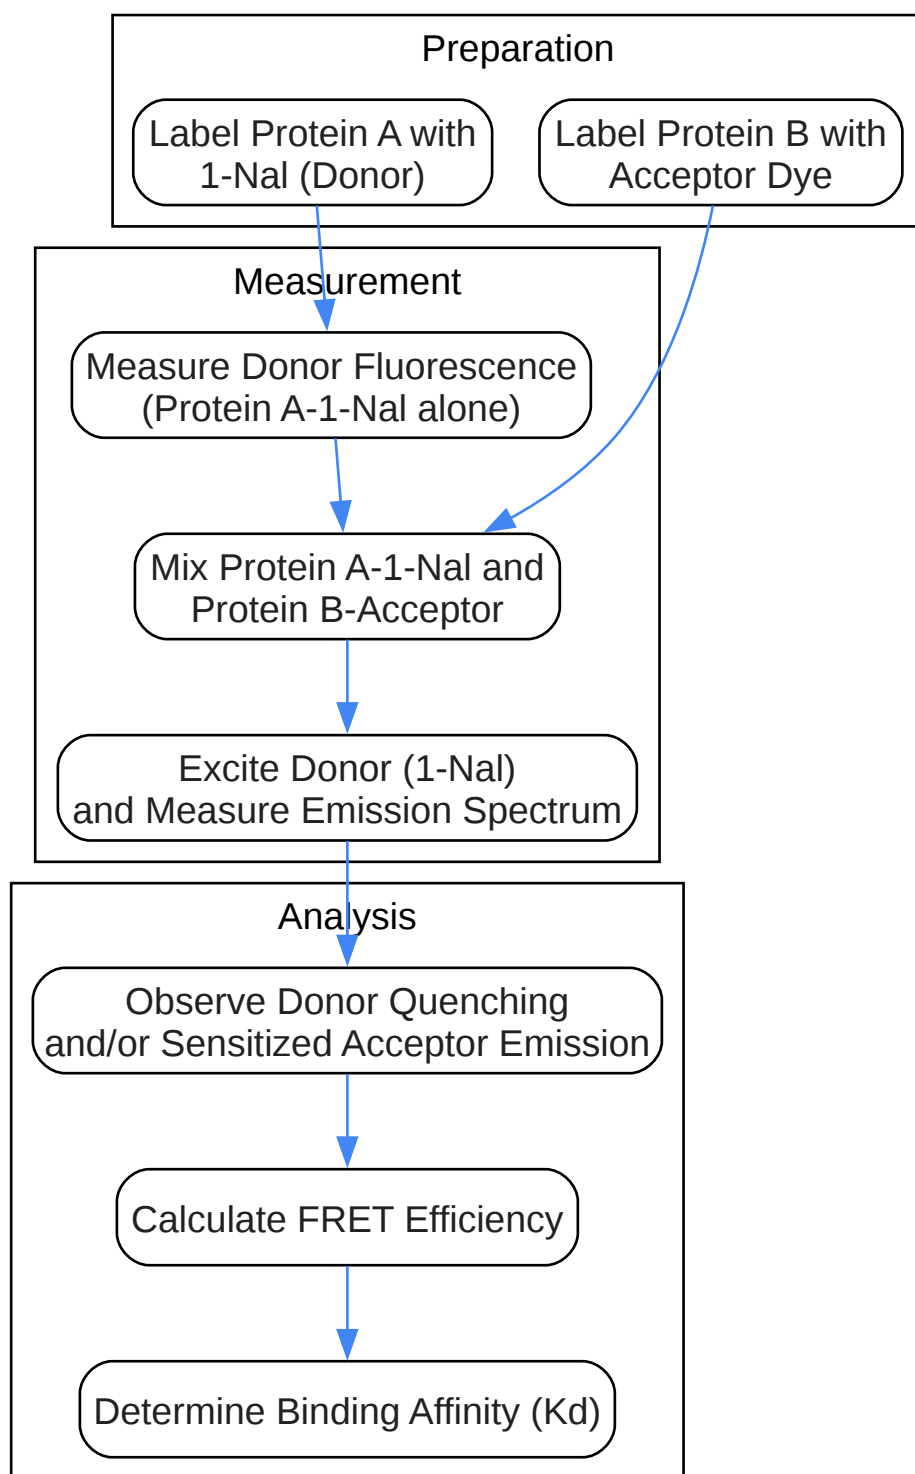 Preparation
Label Protein A with
1-Nal (Donor)
Label Protein B with
Acceptor Dye
Measurement
Measure Donor Fluorescence
(Protein A-1-Nal alone)
Mix Protein A-1-Nal and
Protein B-Acceptor
Excite Donor (1-Nal)
and Measure Emission Spectrum
Analysis
Observe Donor Quenching
and/or Sensitized Acceptor Emission
Calculate FRET Efficiency
Determine Binding Affinity (Kd)